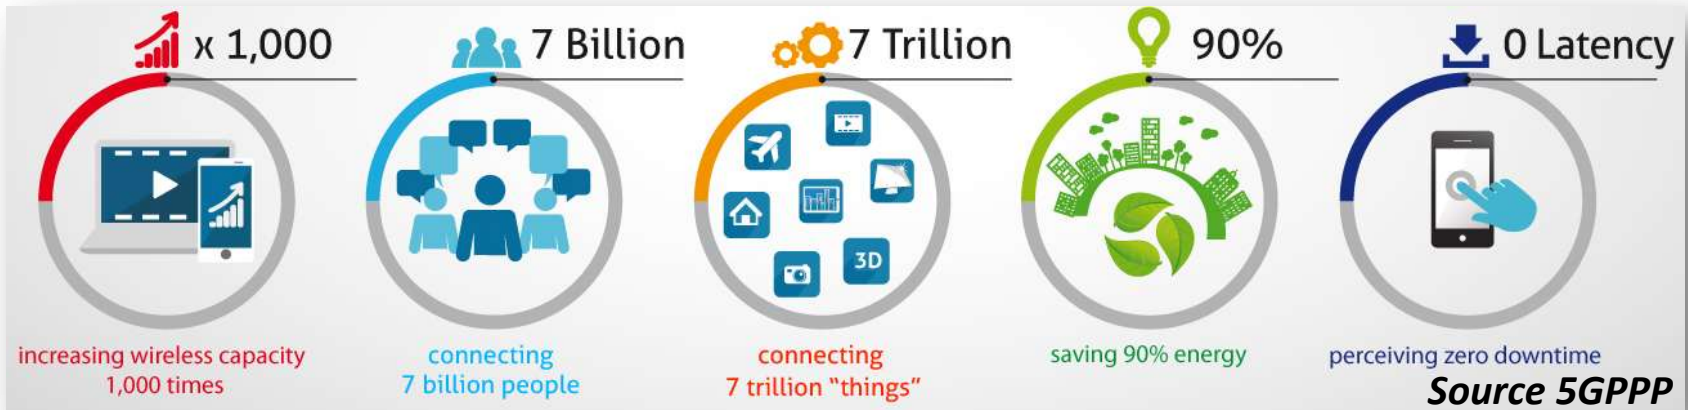 x 1,000
7 Billion
7 Trillion
90%
0 Latency
3D
increasing wireless capacity
1,000 times
connecting
7 billion people
connecting
7 trillion “things”
saving 90% energy
perceiving zero downtime
Source 5GPPP